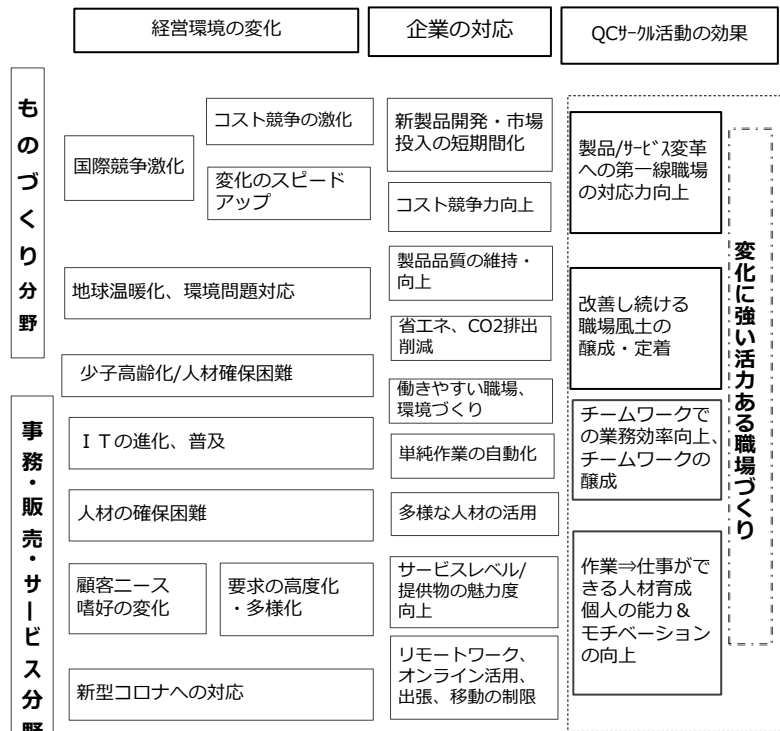 経営環境の変化
企業の対応
QCｻｰｸﾙ活動の効果
ものづくり分野
国際競争激化
コスト競争の激化
変化のスピード
アップ
地球温暖化、環境問題対応
少子高齢化/人材確保困難
事務・販売・サービス分野
ＩＴの進化、普及
人材の確保困難
顧客ニース
嗜好の変化
要求の高度化
・多様化
新型コロナへの対応
新製品開発・市場
投入の短期間化
コスト競争力向上
製品品質の維持・
向上
省エネ、CO2排出
削減
働きやすい職場、
環境づくり
単純作業の自動化
多様な人材の活用
サービスレベル/
提供物の魅力度
向上
リモートワーク、
オンライン活用、
出張、移動の制限
製品/ｻｰﾋﾞｽ変革
への第一線職場
の対応力向上
改善し続ける
職場風土の
醸成・定着
チームワークで
の業務効率向上、
チームワークの
醸成
作業⇒仕事がで
きる人材育成
個人の能力＆
モチベーション
の向上
変化に強い活力ある職場づくり